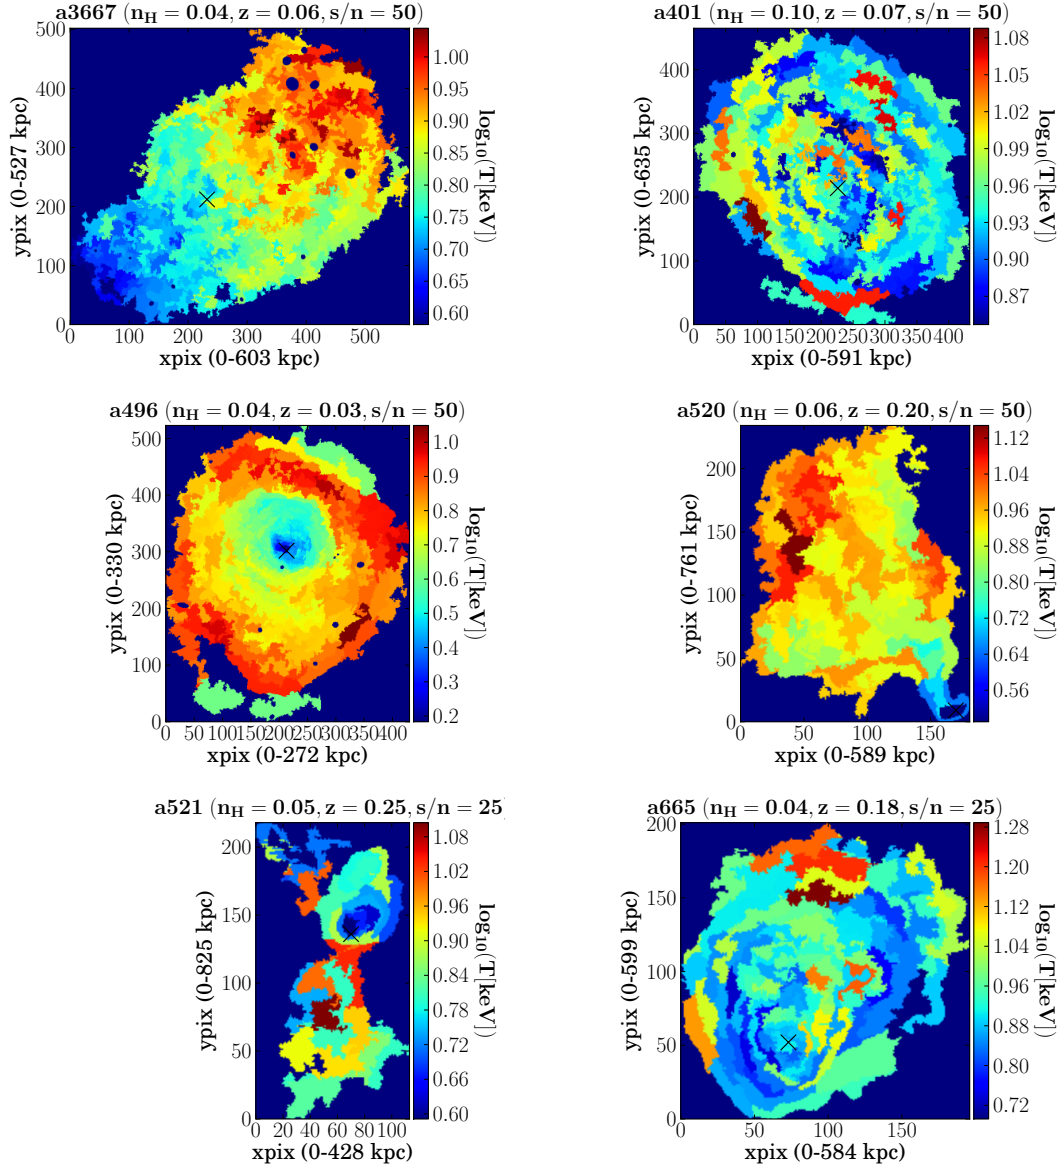 a3667 (n_H = 0.04, z = 0.06, s/n = 50)
500
400
300
200
100
0
ypix (0-527 kpc)
0 100 200 300 400 500
xpix (0-603 kpc)
1.00
0.95
0.90
0.85
0.80
0.75
0.70
0.65
0.60
log10(T[keV])
a401 (n_H = 0.10, z = 0.07, s/n = 50)
400
300
200
100
0
ypix (0-635 kpc)
0 50 100 150 200 250 300 350 400
xpix (0-591 kpc)
1.08
1.05
1.02
0.99
0.96
0.93
0.90
0.87
log10(T[keV])
a496 (n_H = 0.04, z = 0.03, s/n = 50)
500
400
300
200
100
0
ypix (0-330 kpc)
0 50 100 150 200 250 300 350 400
xpix (0-272 kpc)
1.0
0.9
0.8
0.7
0.6
0.5
0.4
0.3
0.2
log10(T[keV])
a520 (n_H = 0.06, z = 0.20, s/n = 50)
200
150
100
50
0
ypix (0-761 kpc)
0 50 100 150
xpix (0-589 kpc)
1.12
1.04
0.96
0.88
0.80
0.72
0.64
0.56
log10(T[keV])
a521 (n_H = 0.05, z = 0.25, s/n = 25)
200
150
100
50
0
ypix (0-825 kpc)
0 20 40 60 80 100
xpix (0-428 kpc)
1.08
1.02
0.96
0.90
0.84
0.78
0.72
0.66
0.60
log10(T[keV])
a665 (n_H = 0.04, z = 0.18, s/n = 25)
200
150
100
50
0
ypix (0-599 kpc)
0 50 100 150
xpix (0-584 kpc)
1.28
1.20
1.12
1.04
0.96
0.88
0.80
0.72
log10(T[keV])